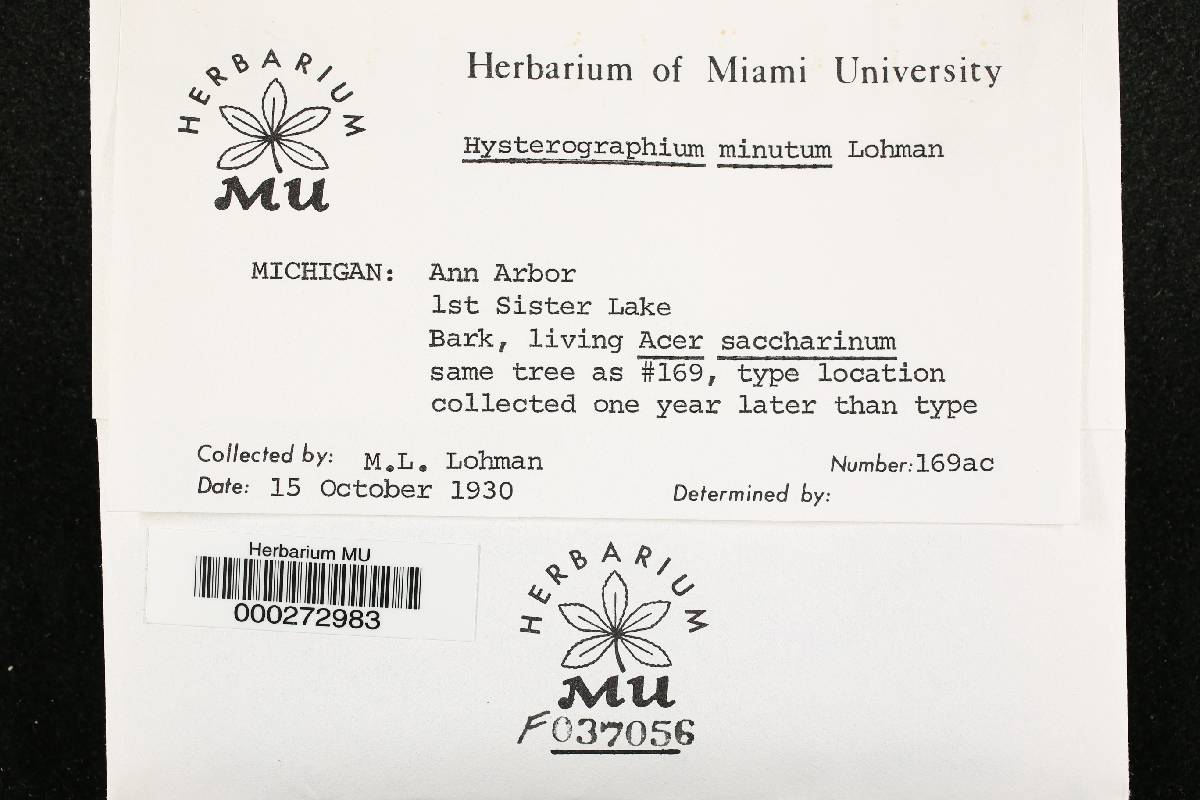 HERBARIUM
MU
Herbarium of Miami University
Hysterographium minutum Lohman
MICHIGAN: Ann Arbor
1st Sister Lake
Bark, living Acer saccharinum
same tree as #169, type location
collected one year later than type
Collected by: M.L. Lohman
Number: 169ac
Date: 15 October 1930
Determined by:
Herbarium MU
000272983
HERBARIUM
MU
F037056